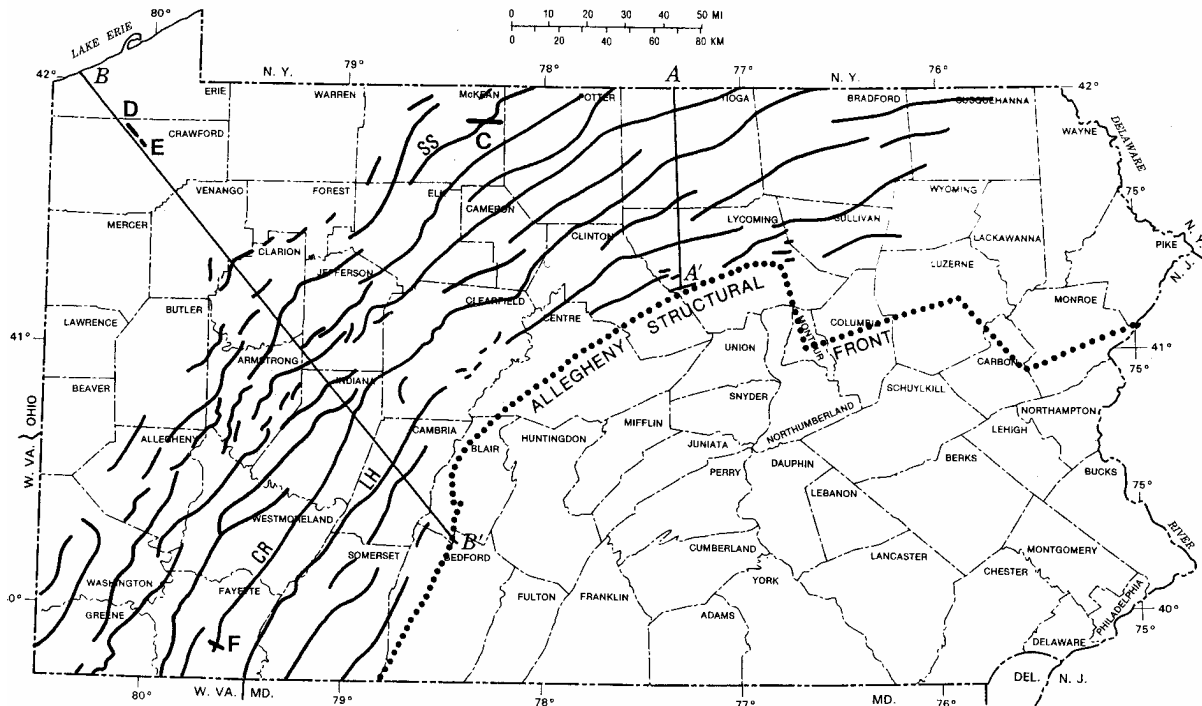 0 10 20 30 40 50 MI
0 20 40 60 80 KM
80°
LAKE ERIE
42°
B
79°
N. Y.
78°
A
77°
N. Y.
76°
42°
ERIE
WARREN
McKEAN
POTTER
TIOGA
BRADFORD
SUSQUEHANNA
D
C
E
CRAWFORD
SS
WAYNE
DELAWARE
VENANGO
FOREST
ELK
CAMERON
WYOMING
75°
MERCER
CLINTON
LYCOMING
SULLIVAN
LACKAWANNA
N. Y.
PIKE
N. J.
CLARION
JEFFERSON
A'
LUZERNE
BUTLER
CLEARFIELD
CENTRE
MONROE
LAWRENCE
41°
ARMSTRONG
ALLEGHENY STRUCTURAL FRONT
UNION
MONTOUR
COLUMBIA
CARBON
41°
75°
BEAVER
INDIANA
SNYDER
SCHUYLKILL
NORTHAMPTON
OHIO
W. VA.
ALLEGHENY
CAMBRIA
BLAIR
HUNTINGDON
MIFFLIN
JUNIATA
NORTHUMBERLAND
LEHIGH
LH
PERRY
DAUPHIN
BERKS
BUCKS
LEBANON
75°
WESTMORELAND
CR
SOMERSET
B'
BEDFORD
CUMBERLAND
LANCASTER
MONTGOMERY
RIVER
WASHINGTON
FAYETTE
FULTON
FRANKLIN
YORK
CHESTER
PHILADELPHIA
GREENE
ADAMS
40°
75°
F
DELAWARE
80°
W. VA.
MD.
79°
78°
77°
MD.
76°
DEL.
N. J.